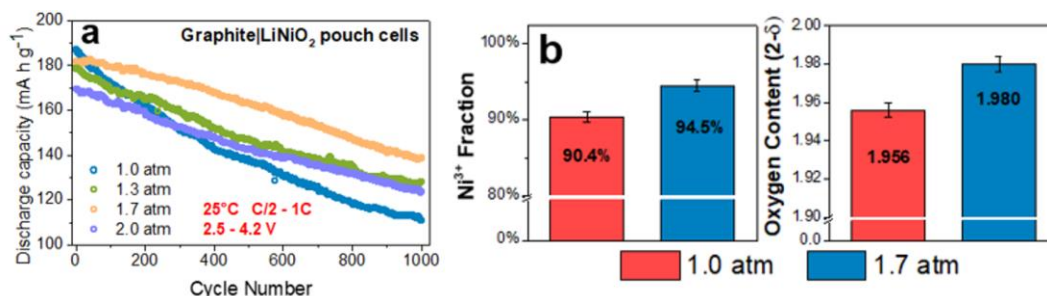 a
Graphite|LiNiO₂ pouch cells
Discharge capacity (mA h g⁻¹)
200
180
160
140
120
100
1.0 atm
1.3 atm
1.7 atm
2.0 atm
25°C C/2 - 1C
2.5 - 4.2 V
0 200 400 600 800 1000
Cycle Number
b
Ni³⁺ Fraction
100%
90%
80%
0%
90.4%
94.5%
Oxygen Content (2-δ)
2.00
1.98
1.96
1.94
1.92
1.90
0.0
1.956
1.980
1.0 atm
1.7 atm